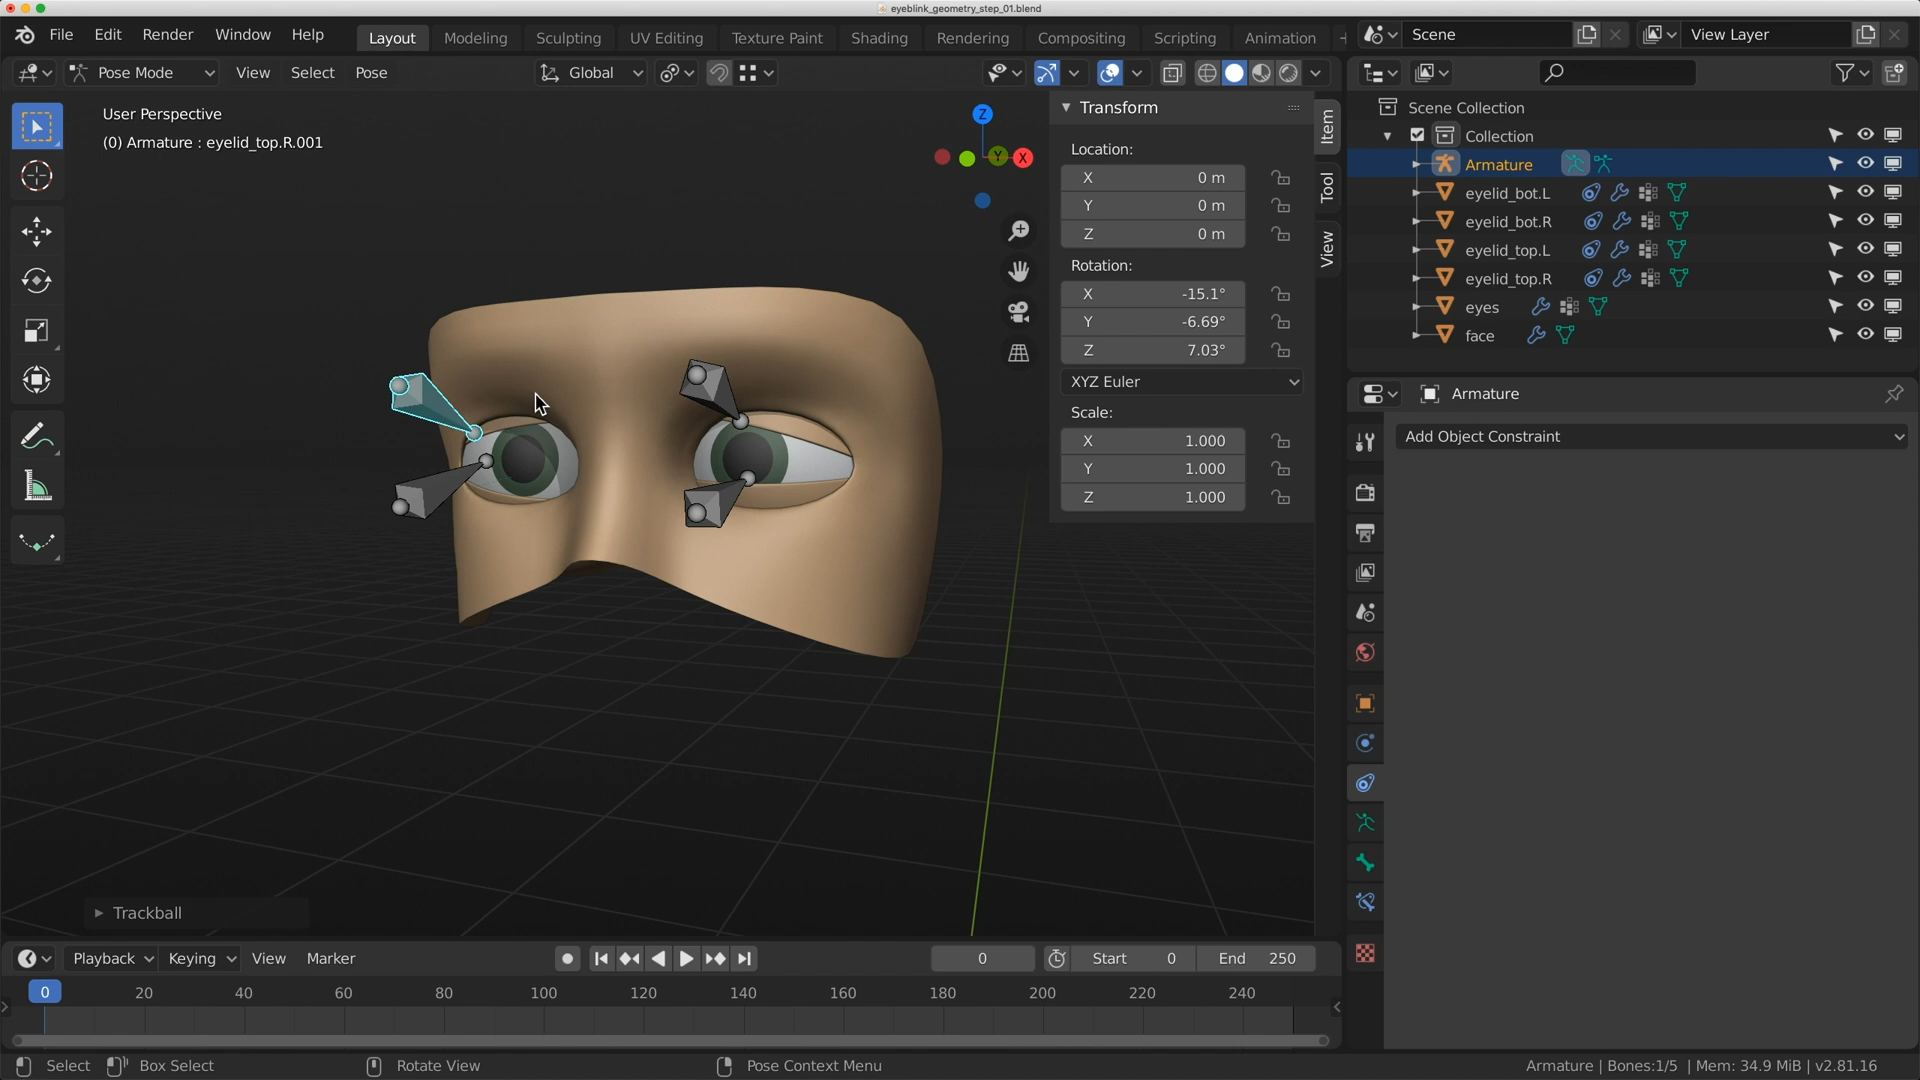 eyeblink_geometry_step_01.blend
File Edit Render Window Help Layout Modeling Sculpting UV Editing Texture Paint Shading Rendering Compositing Scripting Animation Scene View Layer
Pose Mode View Select Pose Global
User Perspective
(0) Armature : eyelid_top.R.001
Z
Y
X
Transform
Location:
X 0 m
Y 0 m
Z 0 m
Rotation:
X -15.1°
Y -6.69°
Z 7.03°
XYZ Euler
Scale:
X 1.000
Y 1.000
Z 1.000
Item
Tool
View
Scene Collection
Collection
Armature
eyelid_bot.L
eyelid_bot.R
eyelid_top.L
eyelid_top.R
eyes
face
Armature
Add Object Constraint
Trackball
Playback Keying View Marker 0 Start 0 End 250
0 20 40 60 80 100 120 140 160 180 200 220 240
Select Box Select Rotate View Pose Context Menu Armature | Bones:1/5 | Mem: 34.9 MiB | v2.81.16